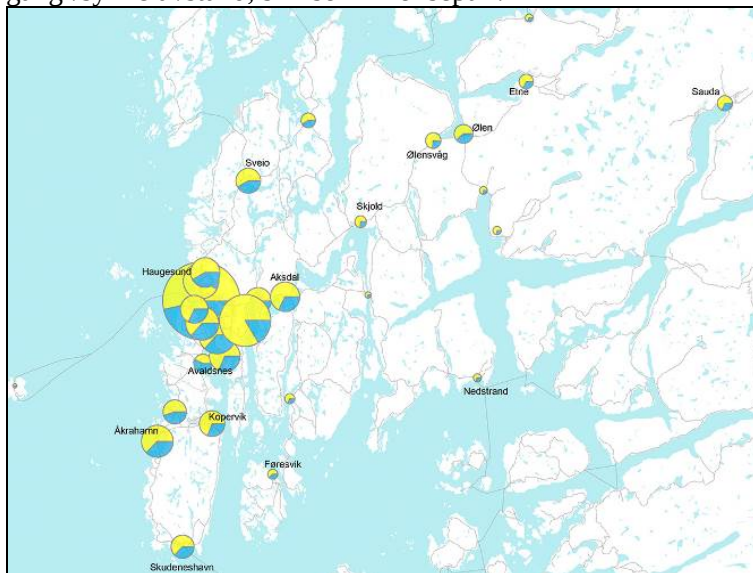 Etne
Sauda
Ølen
Ølensvåg
Sveio
Skjold
Haugesund
Aksdal
Avaldsnes
Nedstrand
Kopervik
Åkrahamn
Føresvik
Skudeneshavn